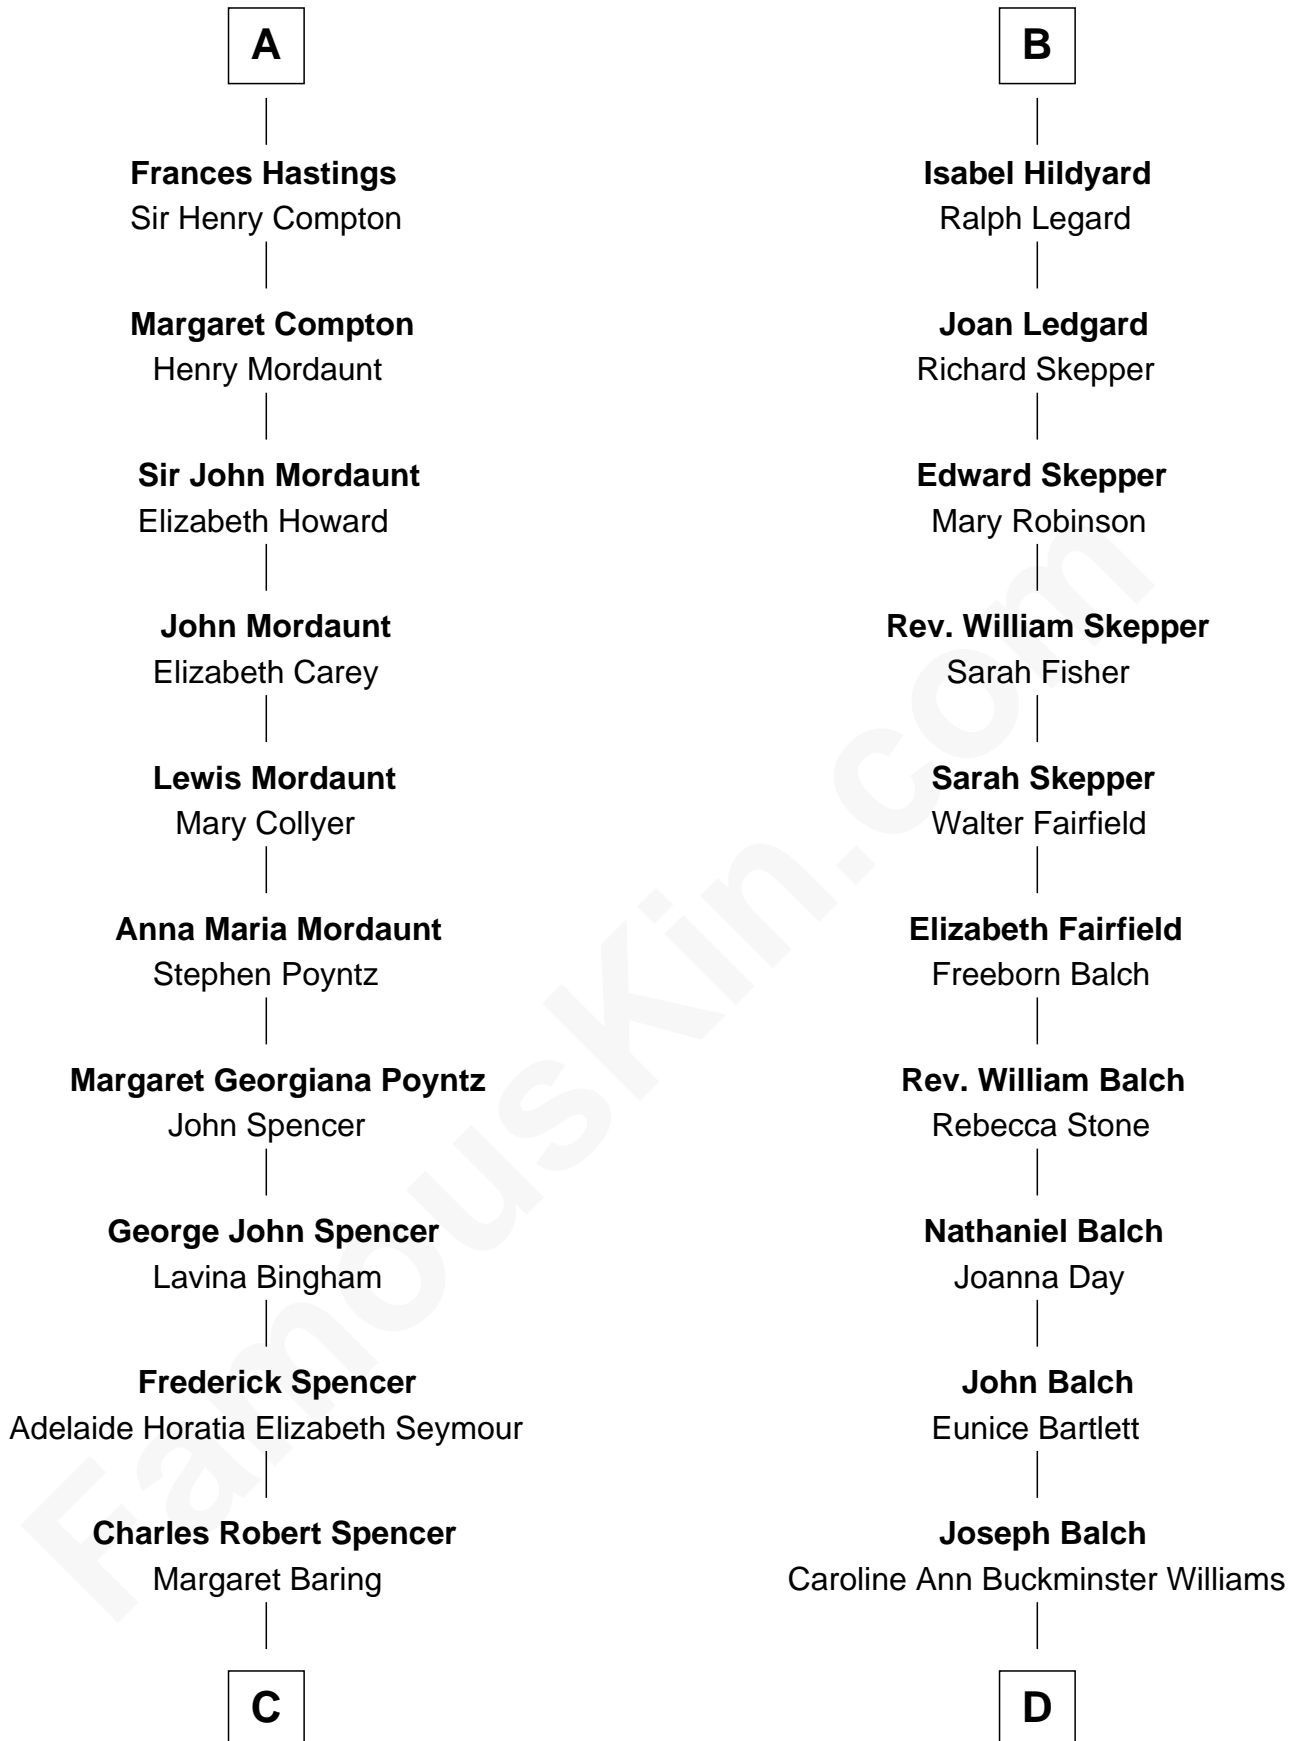 A
Frances Hastings
Sir Henry Compton
Margaret Compton
Henry Mordaunt
Sir John Mordaunt
Elizabeth Howard
John Mordaunt
Elizabeth Carey
Lewis Mordaunt
Mary Collyer
Anna Maria Mordaunt
Stephen Poyntz
Margaret Georgiana Poyntz
John Spencer
George John Spencer
Lavina Bingham
Frederick Spencer
Adelaide Horatia Elizabeth Seymour
Charles Robert Spencer
Margaret Baring
C
B
Isabel Hildyard
Ralph Legard
Joan Ledgard
Richard Skepper
Edward Skepper
Mary Robinson
Rev. William Skepper
Sarah Fisher
Sarah Skepper
Walter Fairfield
Elizabeth Fairfield
Freeborn Balch
Rev. William Balch
Rebecca Stone
Nathaniel Balch
Joanna Day
John Balch
Eunice Bartlett
Joseph Balch
Caroline Ann Buckminster Williams
D
FamousKin.com